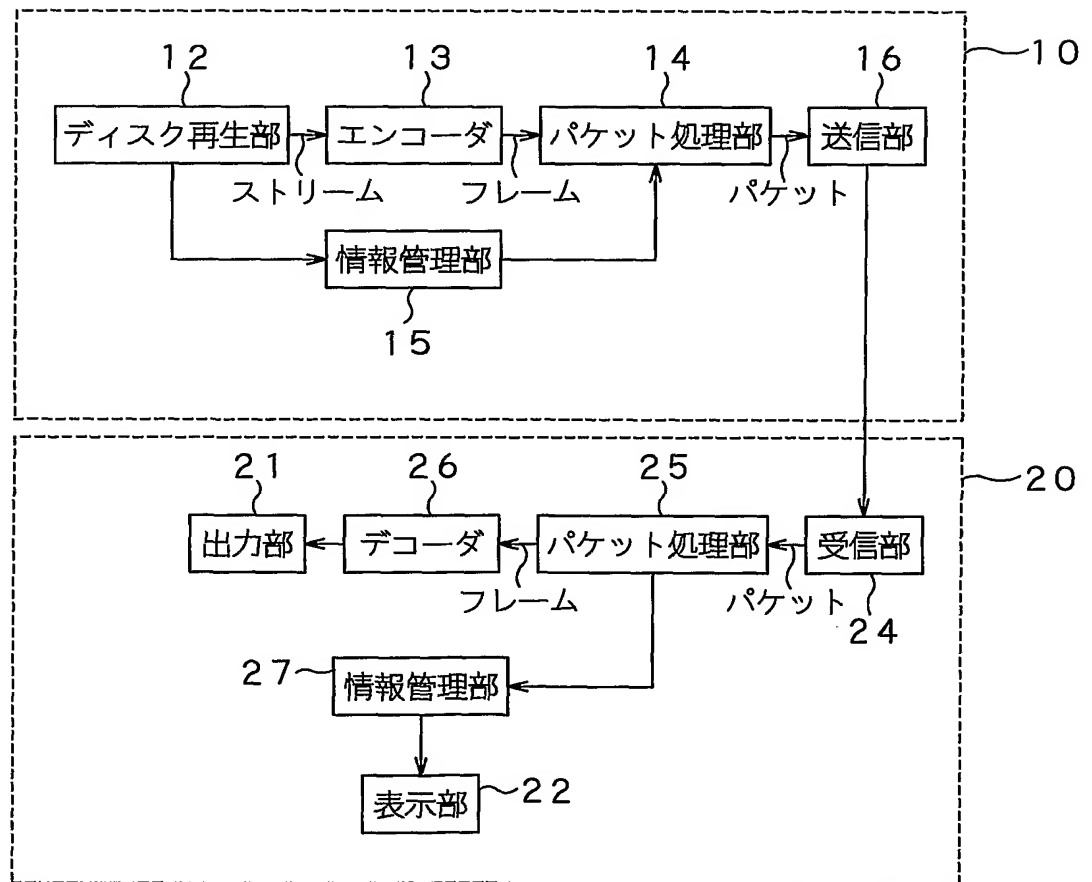 10
12
13
14
16
ディスク再生部
エンコーダ
パケット処理部
送信部
ストリーム
フレーム
パケット
情報管理部
15
20
21
26
25
出力部
デコーダ
パケット処理部
受信部
フレーム
パケット
24
27
情報管理部
表示部
22